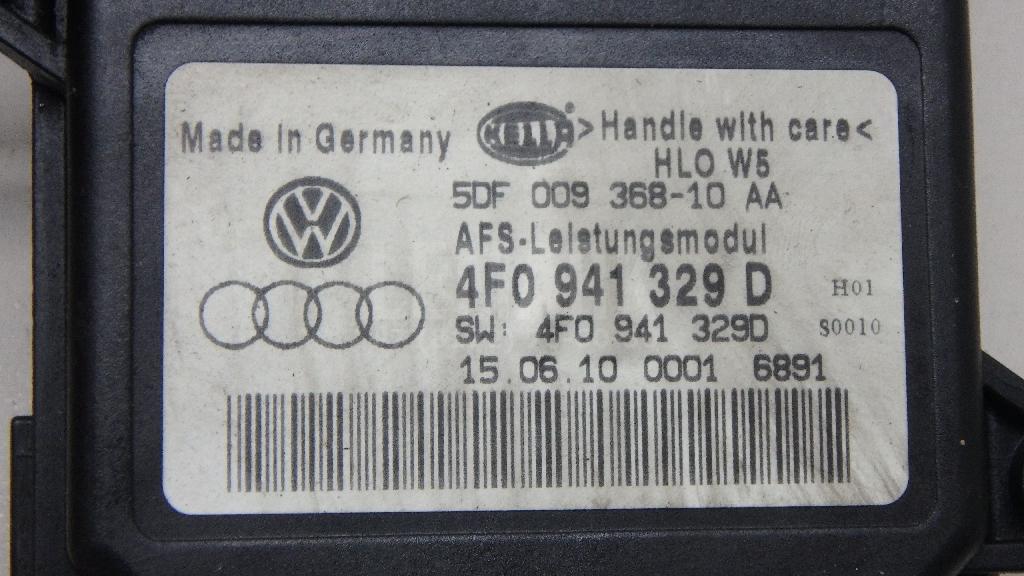 Made in Germany HELLA® >Handle with care<
HLO W5
5DF 009 368-10 AA
AFS-Leistungsmodul
4F0 941 329 D H01
SW: 4F0 941 329D S0010
15.06.10 0001 6891
VW